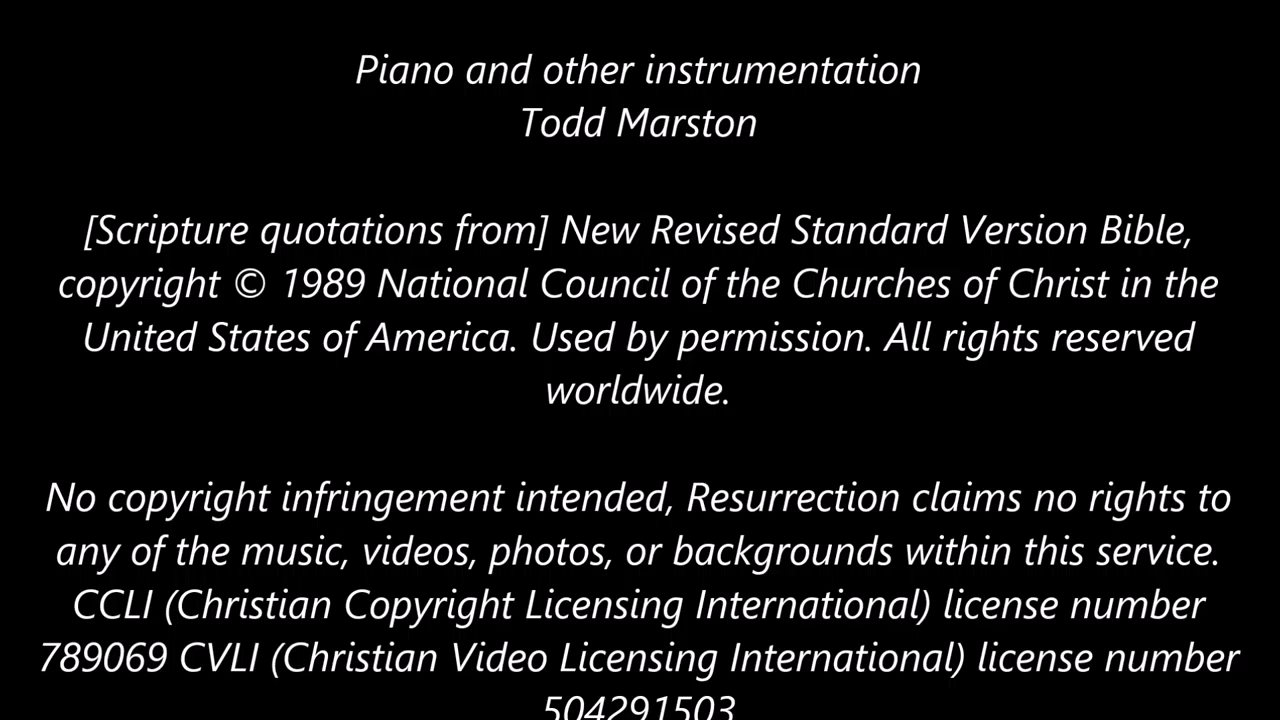 Piano and other instrumentation
Todd Marston
[Scripture quotations from] New Revised Standard Version Bible,
copyright © 1989 National Council of the Churches of Christ in the
United States of America. Used by permission. All rights reserved
worldwide.
No copyright infringement intended, Resurrection claims no rights to
any of the music, videos, photos, or backgrounds within this service.
CCLI (Christian Copyright Licensing International) license number
789069 CVLI (Christian Video Licensing International) license number
504291503